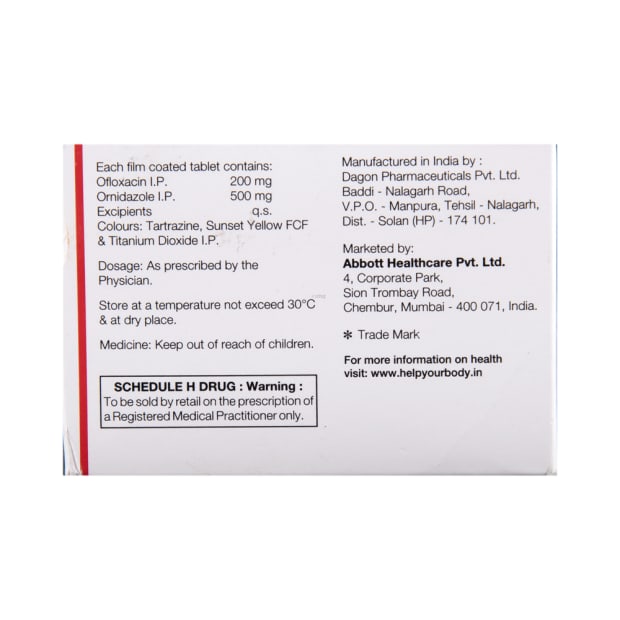 Each film coated tablet contains:
Ofloxacin I.P. 200 mg
Ornidazole I.P. 500 mg
Excipients q.s.
Colours: Tartrazine, Sunset Yellow FCF
& Titanium Dioxide I.P.
Dosage: As prescribed by the
Physician.
Store at a temperature not exceed 30°C
& at dry place.
Medicine: Keep out of reach of children.
SCHEDULE H DRUG : Warning :
To be sold by retail on the prescription of
a Registered Medical Practitioner only.
Manufactured in India by :
Dagon Pharmaceuticals Pvt. Ltd.
Baddi - Nalagarh Road,
V.P.O. - Manpura, Tehsil - Nalagarh,
Dist. - Solan (HP) - 174 101.
Marketed by:
Abbott Healthcare Pvt. Ltd.
4, Corporate Park,
Sion Trombay Road,
Chembur, Mumbai - 400 071, India.
* Trade Mark
For more information on health
visit: www.helpyourbody.in